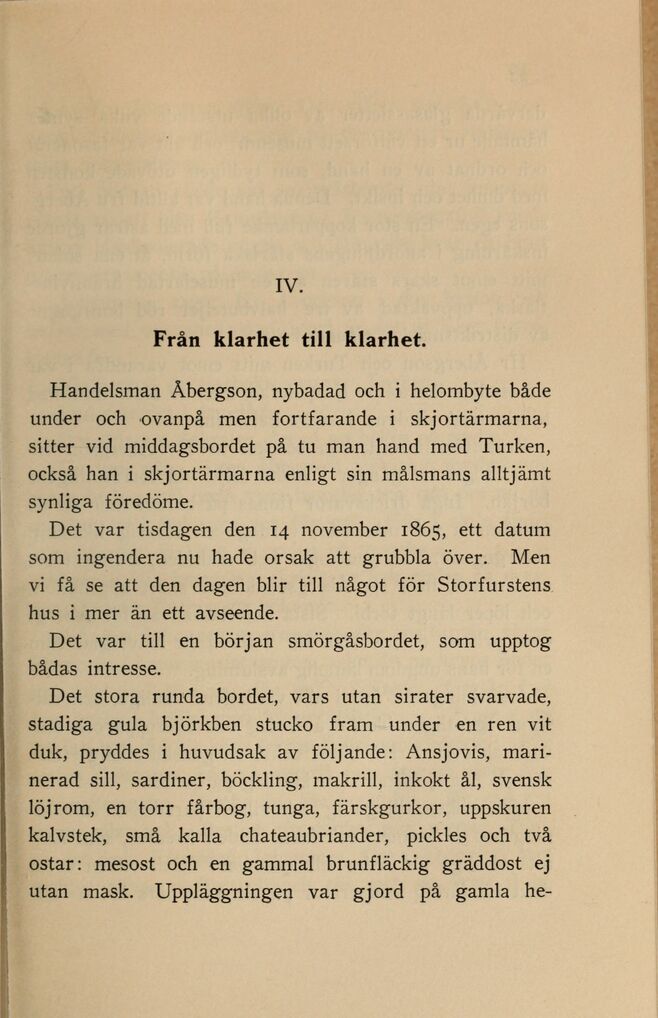 IV.
Från klarhet till klarhet.
Handelsman Åbergson, nybadad och i helombyte både
under och ovanpå men fortfarande i skjortärmarna,
sitter vid middagsbordet på tu man hand med Turken,
också han i skjortärmarna enligt sin målsmans alltjämt
synliga föredöme.
Det var tisdagen den 14 november 1865, ett datum
som ingendera nu hade orsak att grubbla över. Men
vi få se att den dagen blir till något för Storfurstens
hus i mer än ett avseende.
Det var till en början smörgåsbordet, som upptog
bådas intresse.
Det stora runda bordet, vars utan sirater svarvade,
stadiga gula björkben stucko fram under en ren vit
duk, pryddes i huvudsak av följande: Ansjovis, mari-
nerad sill, sardiner, böckling, makrill, inkokt ål, svensk
löjrom, en torr fårbog, tunga, färskgurkor, uppskuren
kalvstek, små kalla chateaubriander, pickles och två
ostar: mesost och en gammal brunfläckig gräddost ej
utan mask. Uppläggningen var gjord på gamla he-